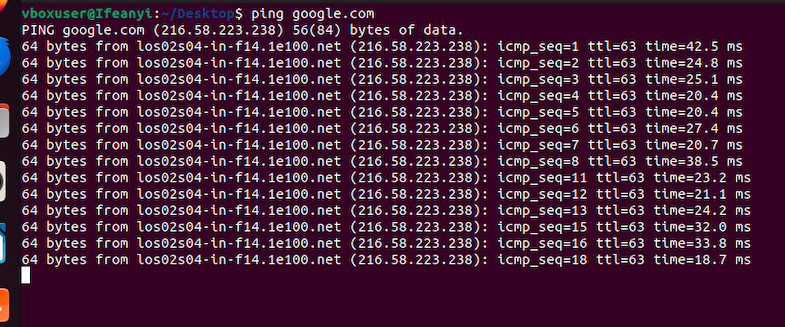 vboxuser@Ifeanyi:~/Desktop$ ping google.com
PING google.com (216.58.223.238) 56(84) bytes of data.
64 bytes from los02s04-in-f14.1e100.net (216.58.223.238): icmp_seq=1 ttl=63 time=42.5 ms
64 bytes from los02s04-in-f14.1e100.net (216.58.223.238): icmp_seq=2 ttl=63 time=24.8 ms
64 bytes from los02s04-in-f14.1e100.net (216.58.223.238): icmp_seq=3 ttl=63 time=25.1 ms
64 bytes from los02s04-in-f14.1e100.net (216.58.223.238): icmp_seq=4 ttl=63 time=20.4 ms
64 bytes from los02s04-in-f14.1e100.net (216.58.223.238): icmp_seq=5 ttl=63 time=20.4 ms
64 bytes from los02s04-in-f14.1e100.net (216.58.223.238): icmp_seq=6 ttl=63 time=27.4 ms
64 bytes from los02s04-in-f14.1e100.net (216.58.223.238): icmp_seq=7 ttl=63 time=20.7 ms
64 bytes from los02s04-in-f14.1e100.net (216.58.223.238): icmp_seq=8 ttl=63 time=38.5 ms
64 bytes from los02s04-in-f14.1e100.net (216.58.223.238): icmp_seq=11 ttl=63 time=23.2 ms
64 bytes from los02s04-in-f14.1e100.net (216.58.223.238): icmp_seq=12 ttl=63 time=21.1 ms
64 bytes from los02s04-in-f14.1e100.net (216.58.223.238): icmp_seq=13 ttl=63 time=24.2 ms
64 bytes from los02s04-in-f14.1e100.net (216.58.223.238): icmp_seq=15 ttl=63 time=32.0 ms
64 bytes from los02s04-in-f14.1e100.net (216.58.223.238): icmp_seq=16 ttl=63 time=33.8 ms
64 bytes from los02s04-in-f14.1e100.net (216.58.223.238): icmp_seq=18 ttl=63 time=18.7 ms